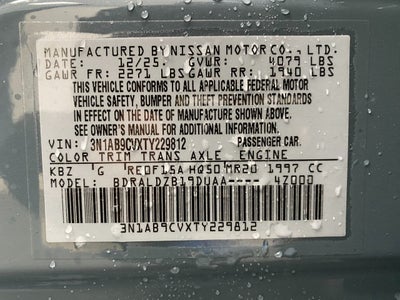 MANUFACTURED BY NISSAN MOTOR CO., LTD.
DATE: 12/25. GVWR: 4079 LBS
GAWR FR: 2271 LBS GAWR RR: 1940 LBS
THIS VEHICLE CONFORMS TO ALL APPLICABLE FEDERAL MOTOR
VEHICLE SAFETY, BUMPER AND THEFT PREVENTION STANDARDS
IN EFFECT ON THE DATE OF MANUFACTURE SHOWN ABOVE.
SEE OWNER'S MANUAL FOR ADDITIONAL INFORMATION.
VIN: 3N1AB9CVXTY229812 PASSENGER CAR.
COLOR TRIM TRANS AXLE ENGINE
KBZ G RE0F15A HQ50 MR20 1997 CC
MODEL: BDRALDZB19DUAA---- 4Z000
3N1AB9CVXTY229812